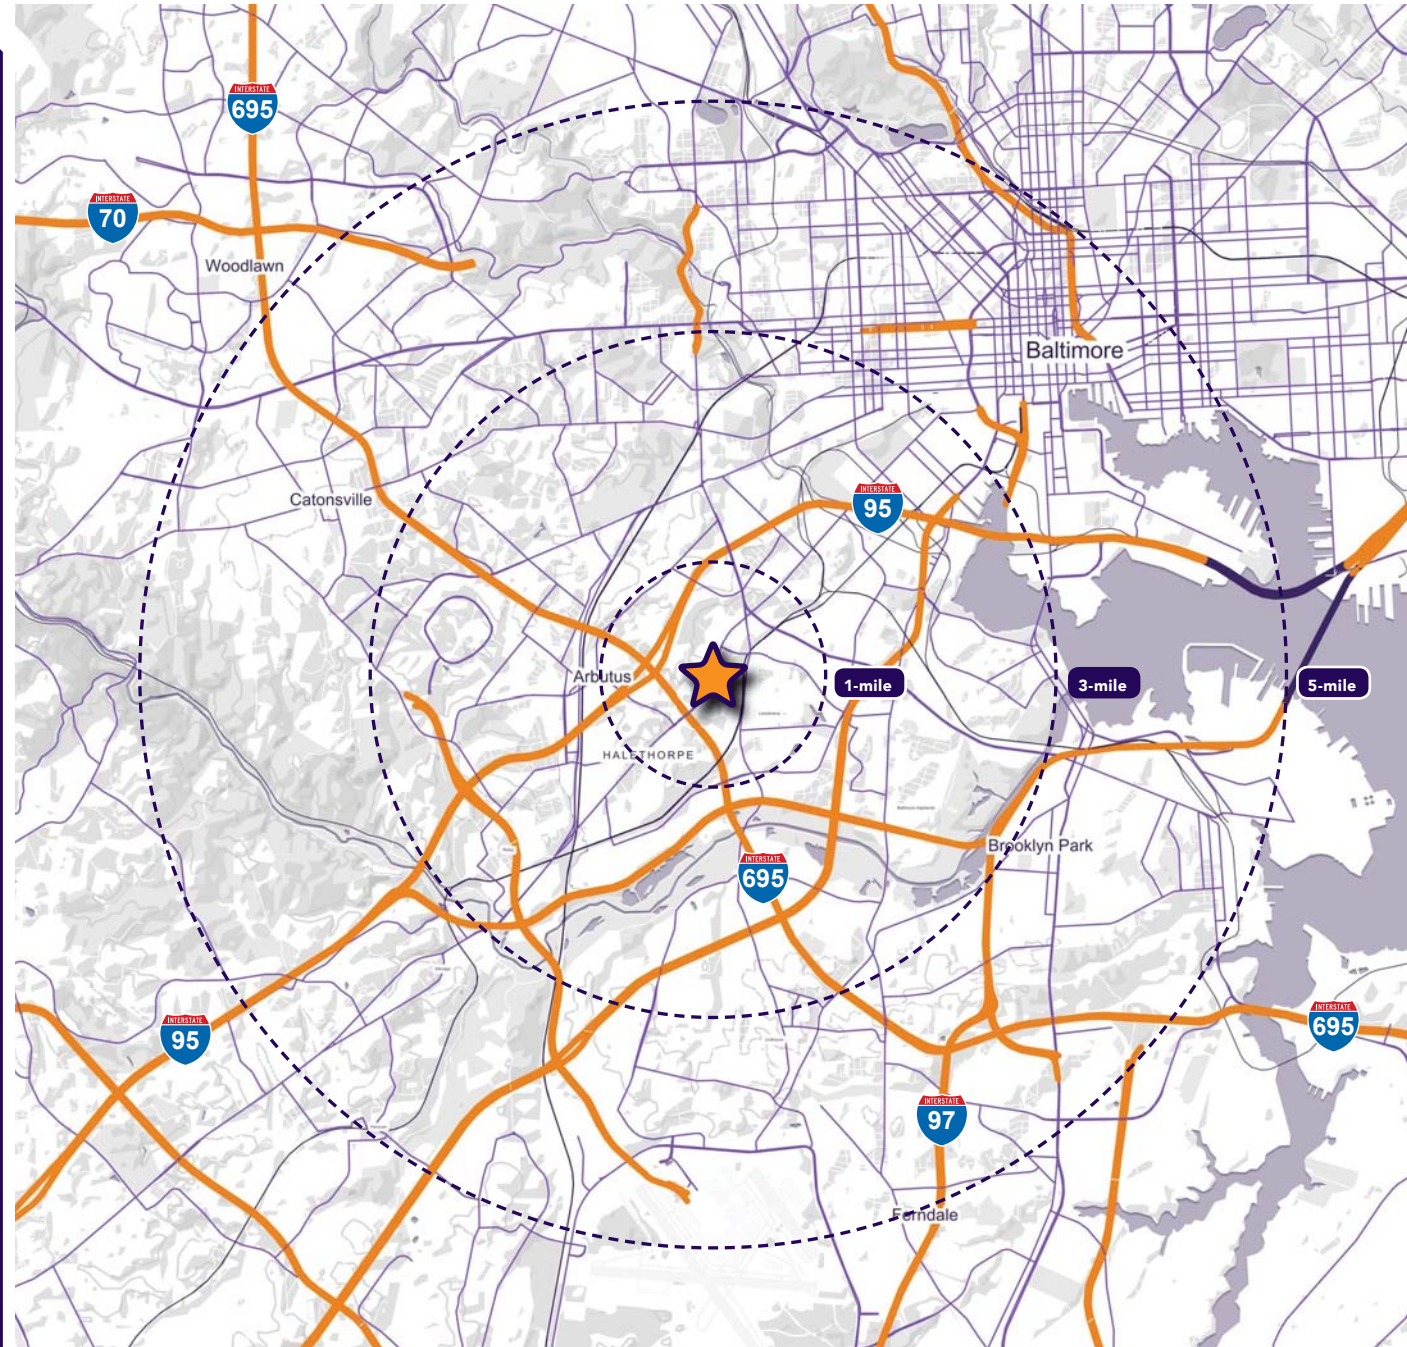 INTERSTATE
695
INTERSTATE
70
Woodlawn
Baltimore
INTERSTATE
95
Catonsville
Arbutus
1-mile
3-mile
5-mile
HALETHORPE
Brooklyn Park
INTERSTATE
695
INTERSTATE
95
INTERSTATE
695
INTERSTATE
97
Ferndale